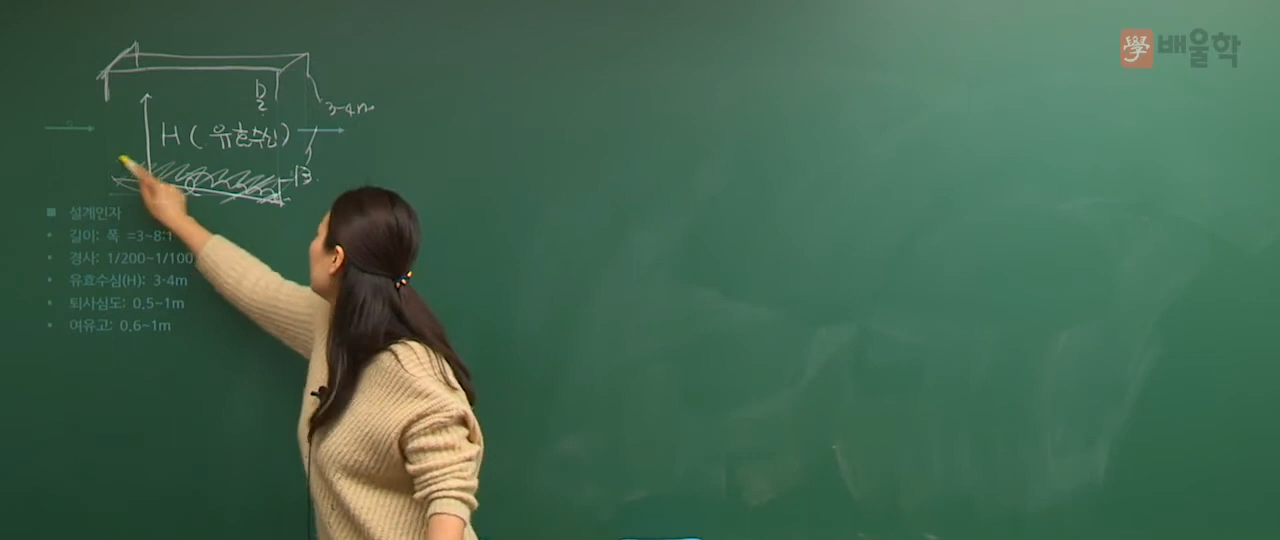 學 배울학
물
3-4m
H (유효수심)
■ 설계인자
• 길이: 폭 =3~8:1
• 경사: 1/200~1/100
• 유효수심(H): 3-4m
• 퇴사심도: 0.5~1m
• 여유고: 0.6~1m